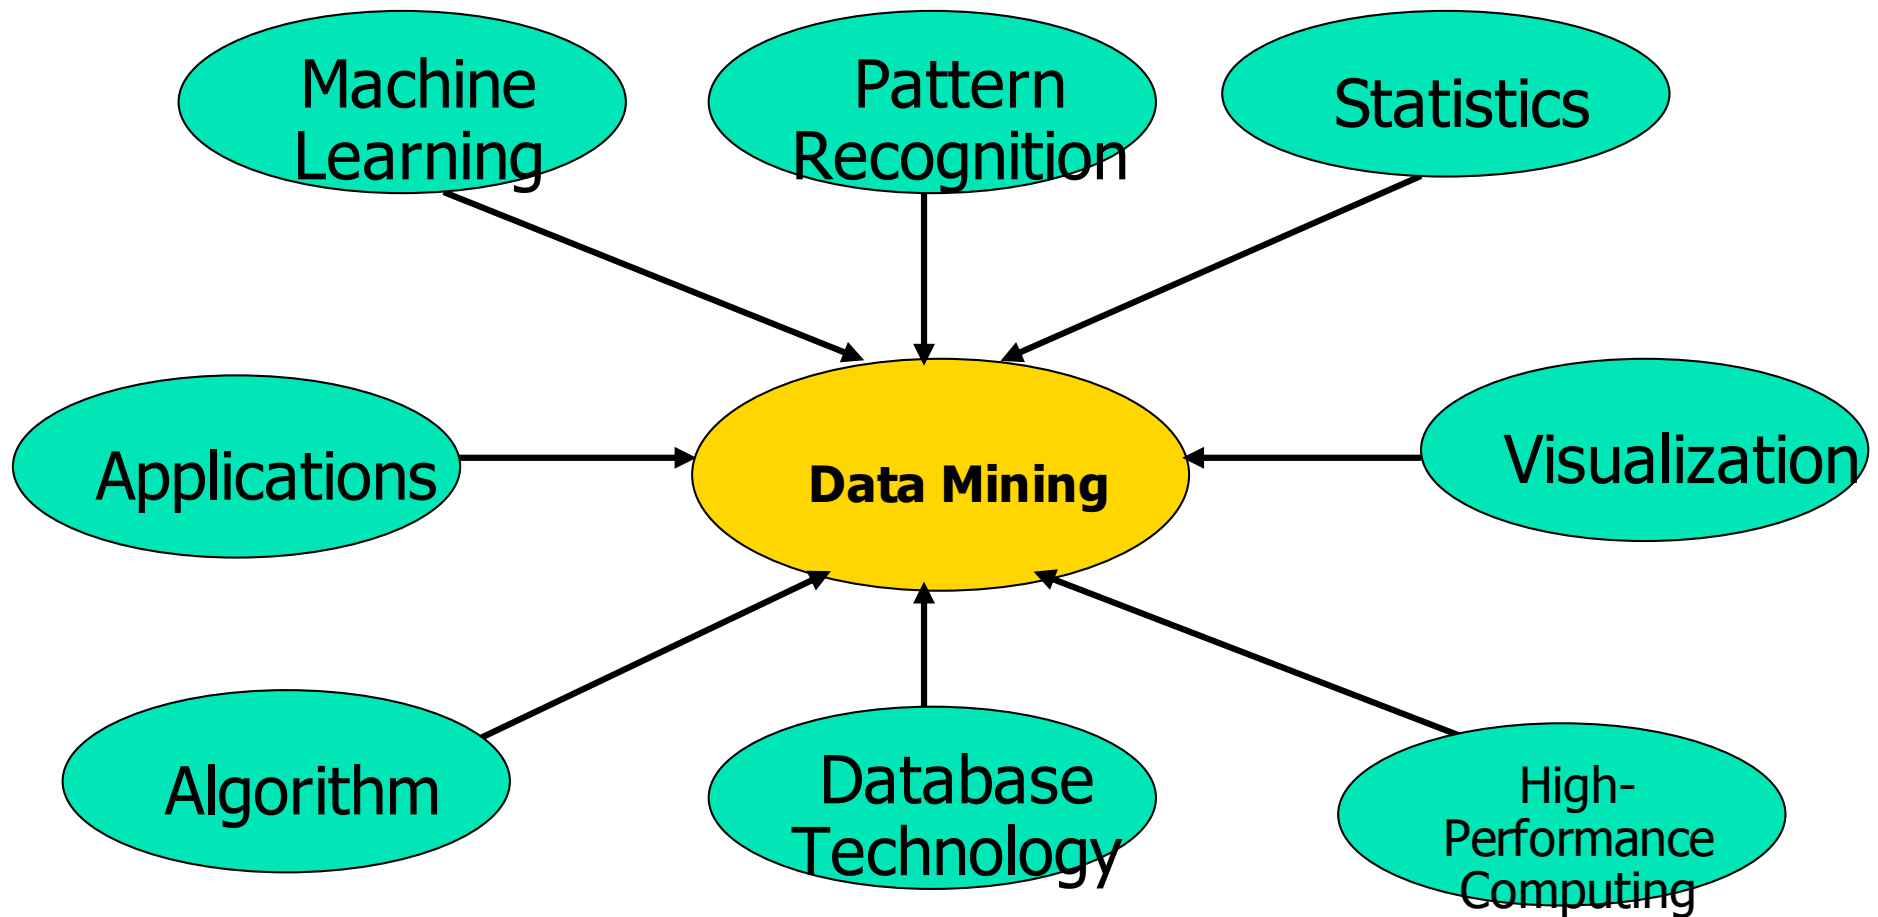 Machine
Learning
Pattern
Recognition
Statistics
Applications
Data Mining
Visualization
Algorithm
Database
Technology
High-
Performance
Computing